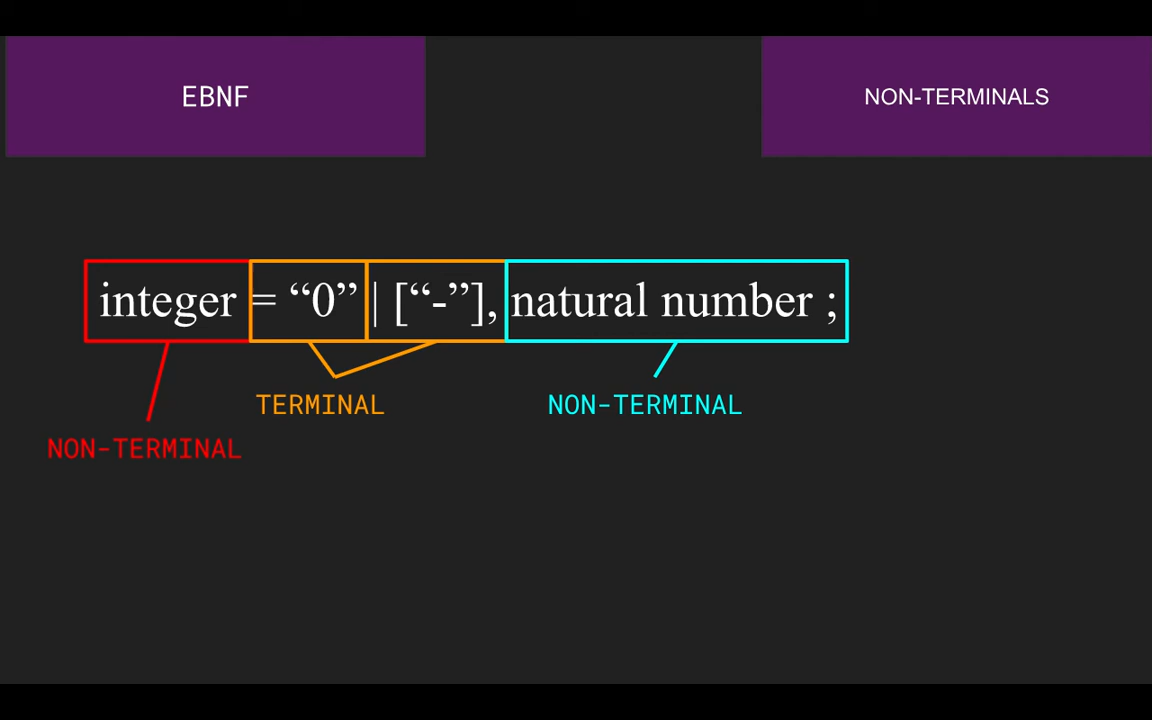 EBNF
NON-TERMINALS
integer = “0” | [“-”], natural number ;
TERMINAL
NON-TERMINAL
NON-TERMINAL